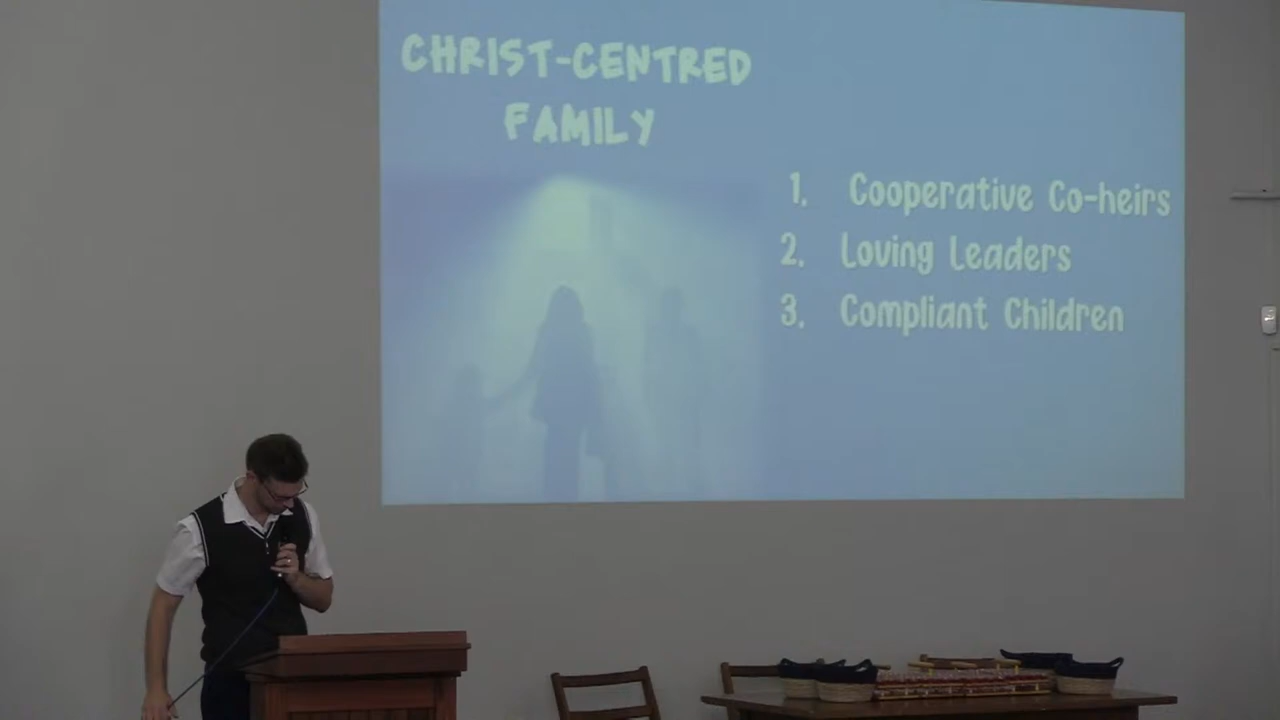 CHRIST-CENTRED
FAMILY
1. Cooperative Co-heirs
2. Loving Leaders
3. Compliant Children